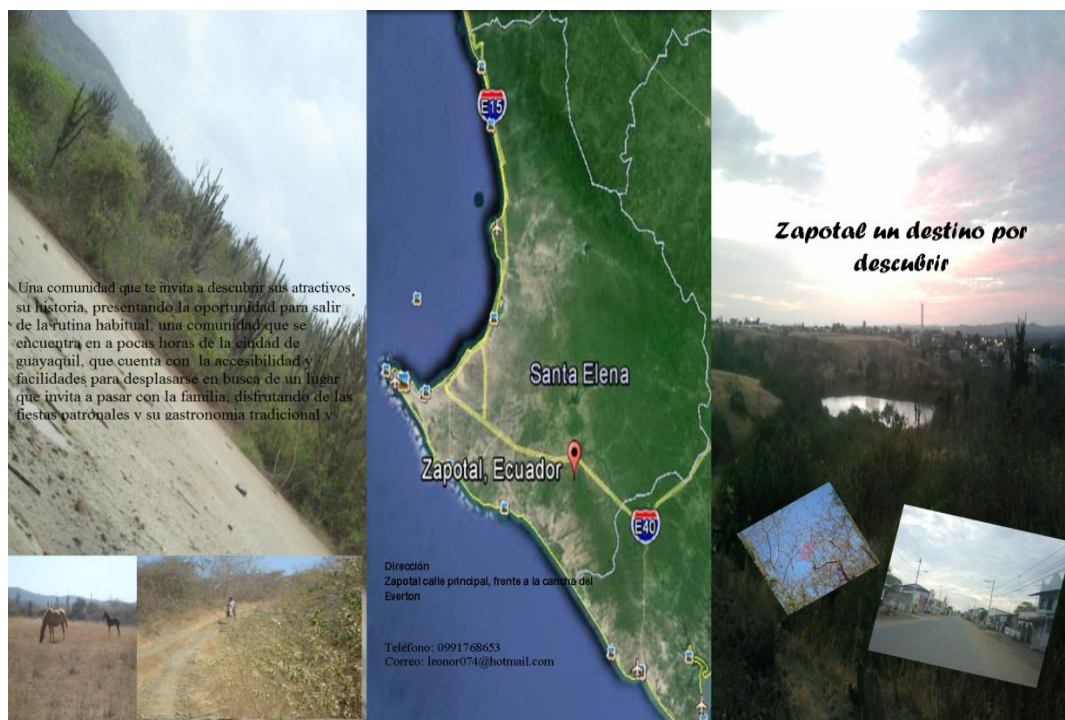 Una comunidad que te invita a descubrir sus atractivos,
su historia, presentando la oportunidad para salir
de la rutina habitual, una comunidad que se
encuentra en a pocas horas de la ciudad de
guayaquil, que cuenta con la accesibilidad y
facilidades para desplasarse en busca de un lugar
que invita a pasar con la familia, disfrutando de las
fiestas patronales y su gastronomia tradicional y
E15
Santa Elena
Zapotal, Ecuador
E40
Dirección
Zapotal calle principal, frente a la cancha del
Everton
Teléfono: 0991768653
Correo: leonor074@hotmail.com
Zapotal un destino por
descubrir